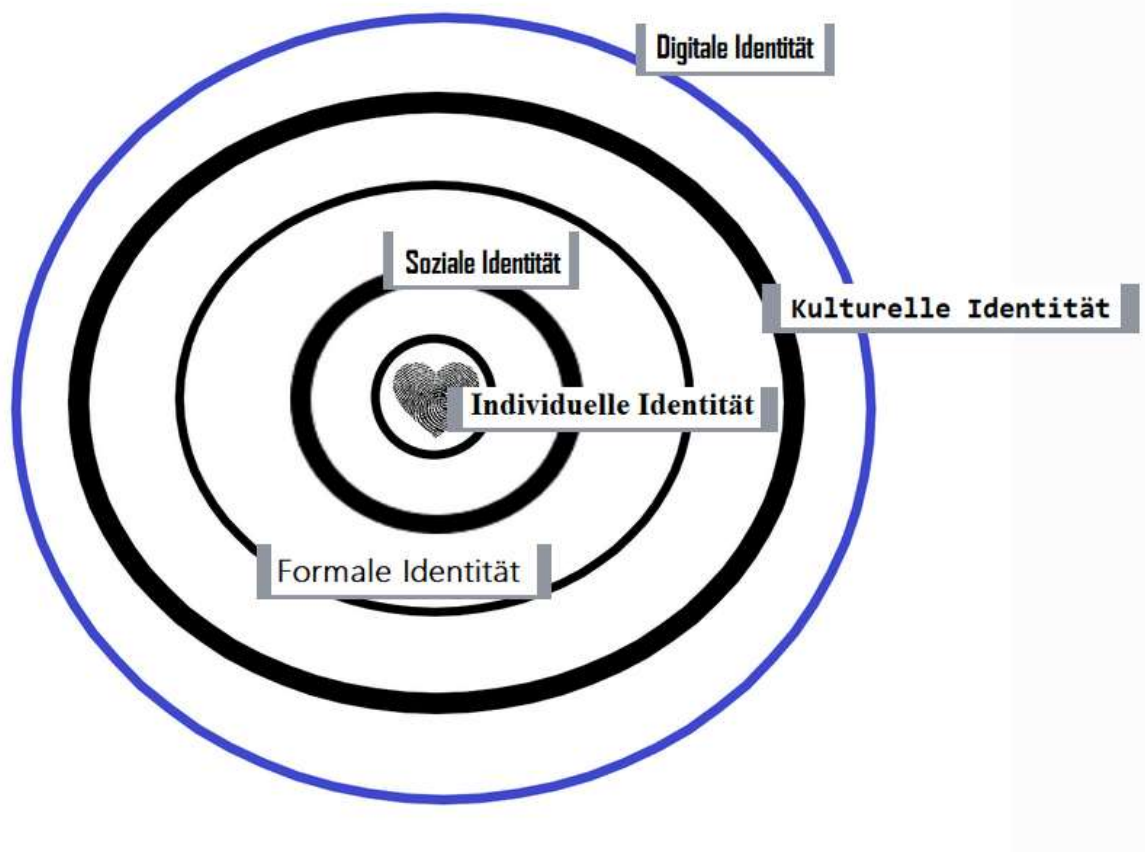 Digitale Identität
Soziale Identität
Kulturelle Identität
Individuelle Identität
Formale Identität